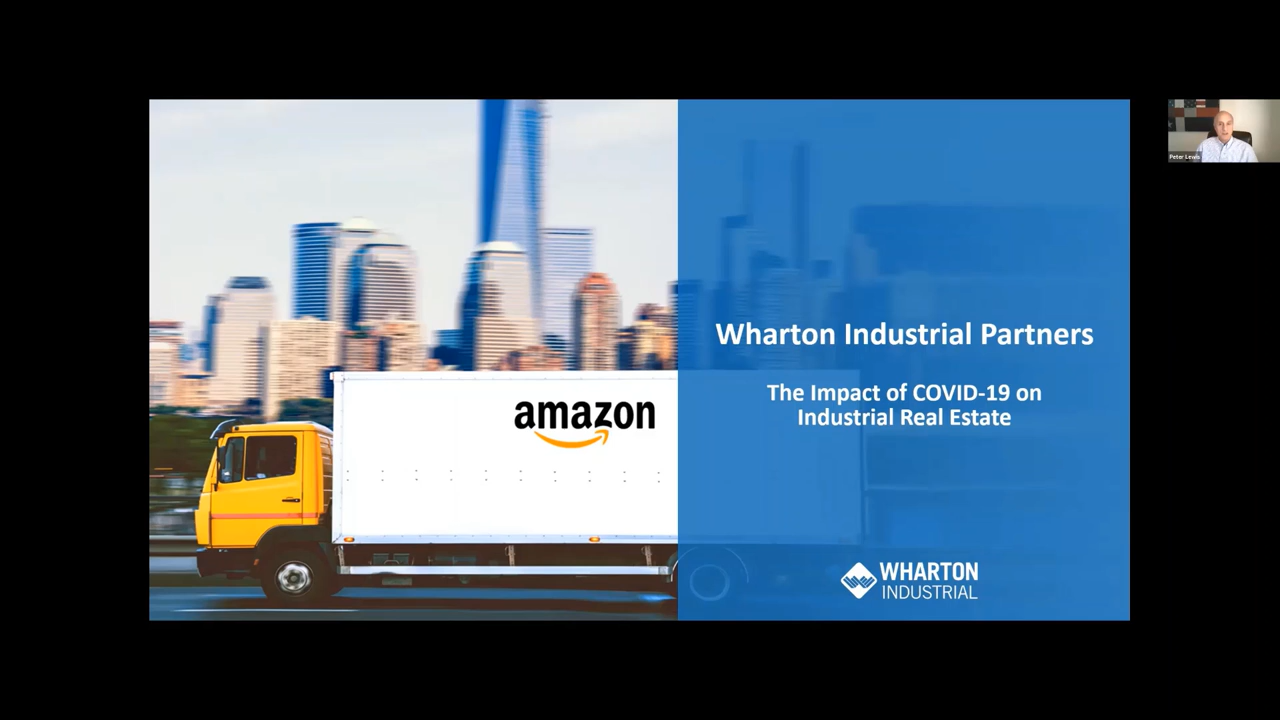 amazon
Wharton Industrial Partners
The Impact of COVID-19 on
Industrial Real Estate
WHARTON
INDUSTRIAL
Peter Lewis